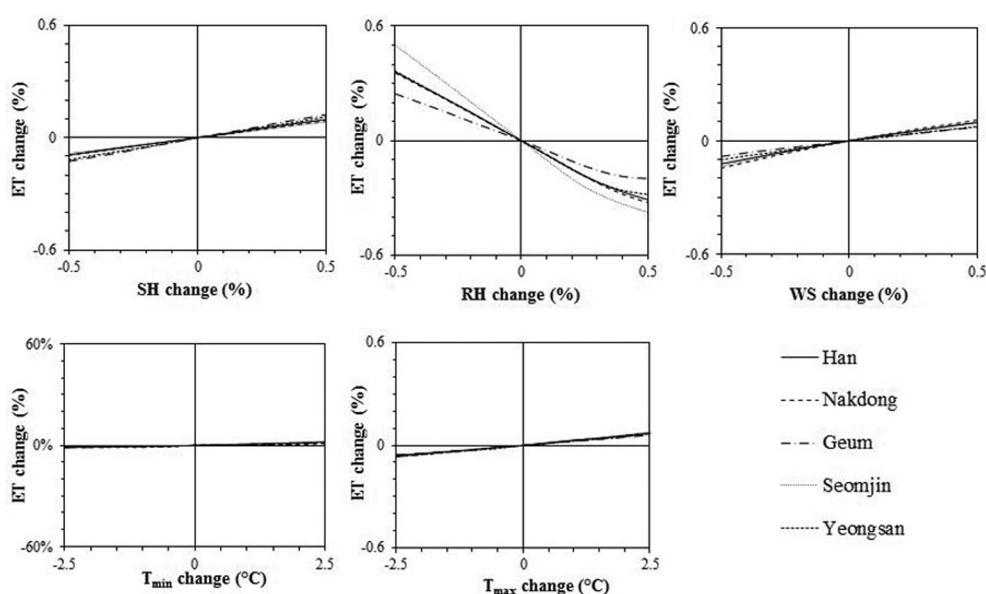 0.6
0
-0.6
ET change (%)
-0.5
0
0.5
SH change (%)
0.6
0
-0.6
ET change (%)
-0.5
0
0.5
RH change (%)
0.6
0
-0.6
ET change (%)
-0.5
0
0.5
WS change (%)
60%
0%
-60%
ET change (%)
-2.5
0
2.5
Tmin change (°C)
0.6
0
-0.6
ET change (%)
-2.5
0
2.5
Tmax change (°C)
Han
Nakdong
Geum
Seomjin
Yeongsan